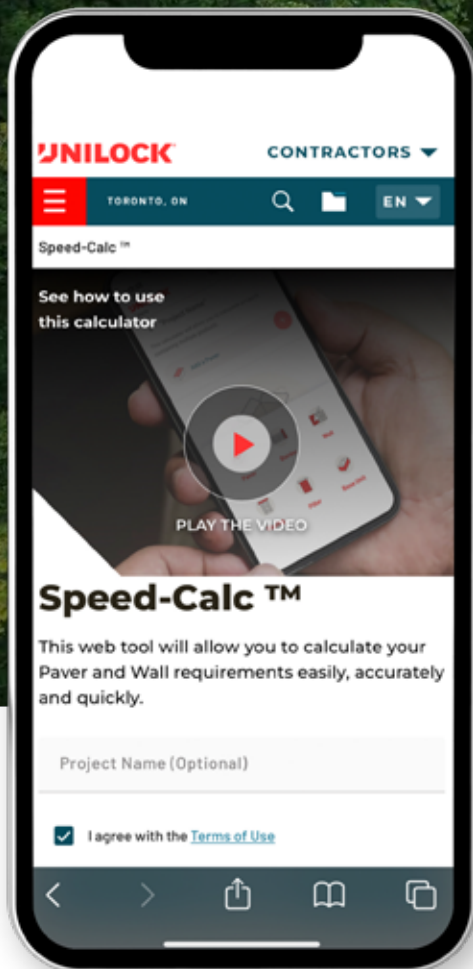 UNILOCK
CONTRACTORS
TORONTO, ON
EN
Speed-Calc ™
See how to use
this calculator
PLAY THE VIDEO
Speed-Calc ™
This web tool will allow you to calculate your
Paver and Wall requirements easily, accurately
and quickly.
Project Name (Optional)
I agree with the Terms of Use